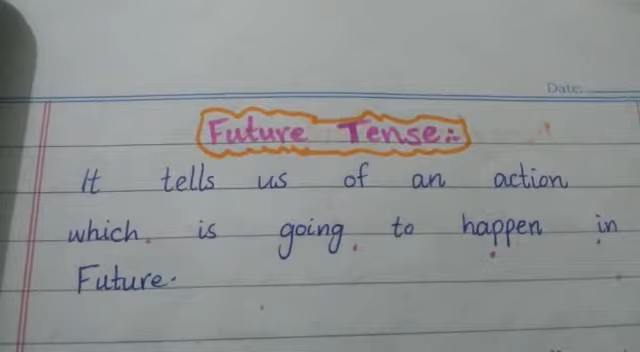 Date:
Future Tense:-
It tells us of an action
which is going to happen in
Future.